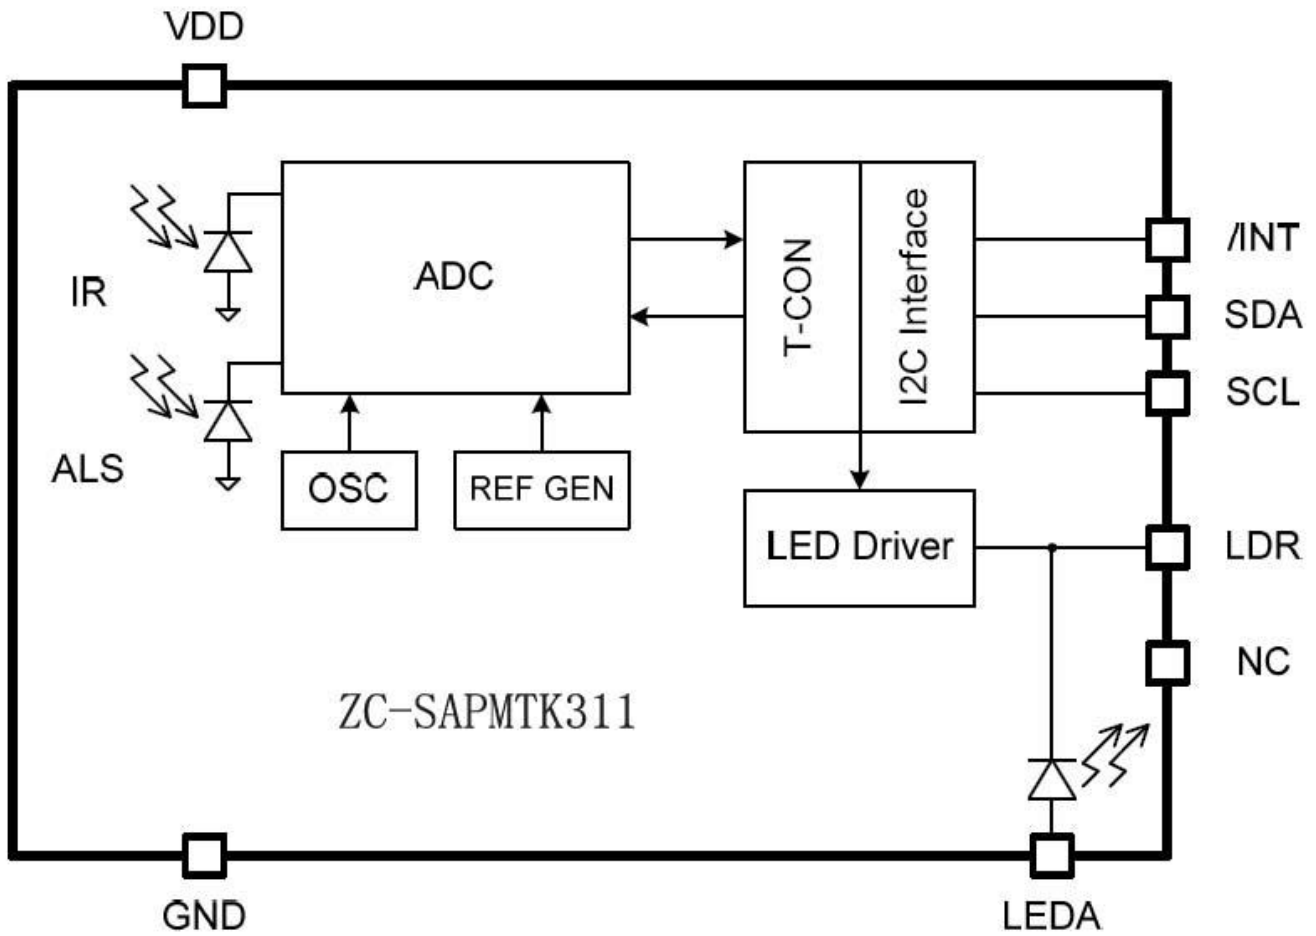 VDD
IR
ALS
ADC
OSC
REF GEN
T-CON
I2C Interface
LED Driver
/INT
SDA
SCL
LDR
NC
ZC-SAPMTK311
GND
LEDA